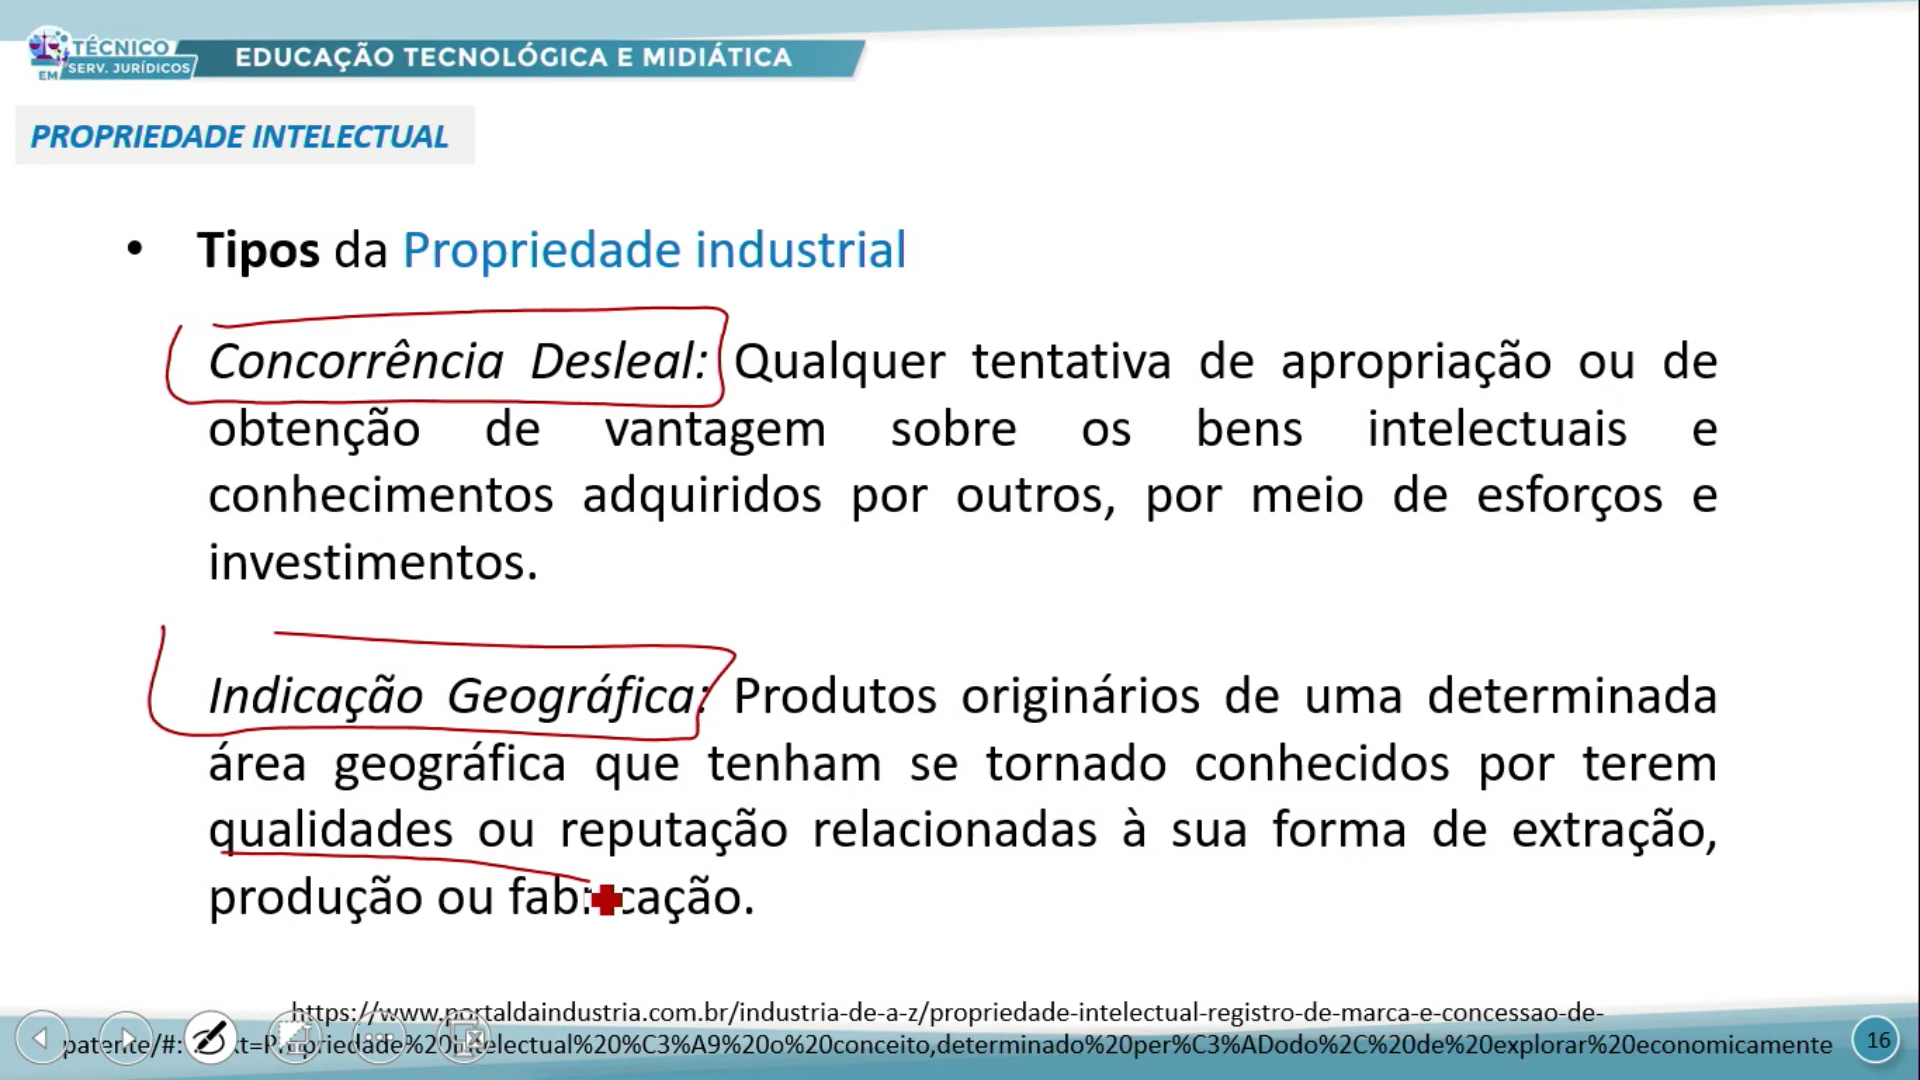 TÉCNICO
EM SERV. JURÍDICOS
EDUCAÇÃO TECNOLÓGICA E MIDIÁTICA
PROPRIEDADE INTELECTUAL
• Tipos da Propriedade industrial
Concorrência Desleal: Qualquer tentativa de apropriação ou de
obtenção de vantagem sobre os bens intelectuais e
conhecimentos adquiridos por outros, por meio de esforços e
investimentos.
Indicação Geográfica: Produtos originários de uma determinada
área geográfica que tenham se tornado conhecidos por terem
qualidades ou reputação relacionadas à sua forma de extração,
produção ou fabricação.
https://www.portaldaindustria.com.br/industria-de-a-z/propriedade-intelectual-registro-de-marca-e-concessao-de-
patente/#: xt=Propriedade%20Intelectual%20%C3%A9%20o%20conceito,determinado%20per%C3%ADodo%2C%20de%20explorar%20economicamente
16